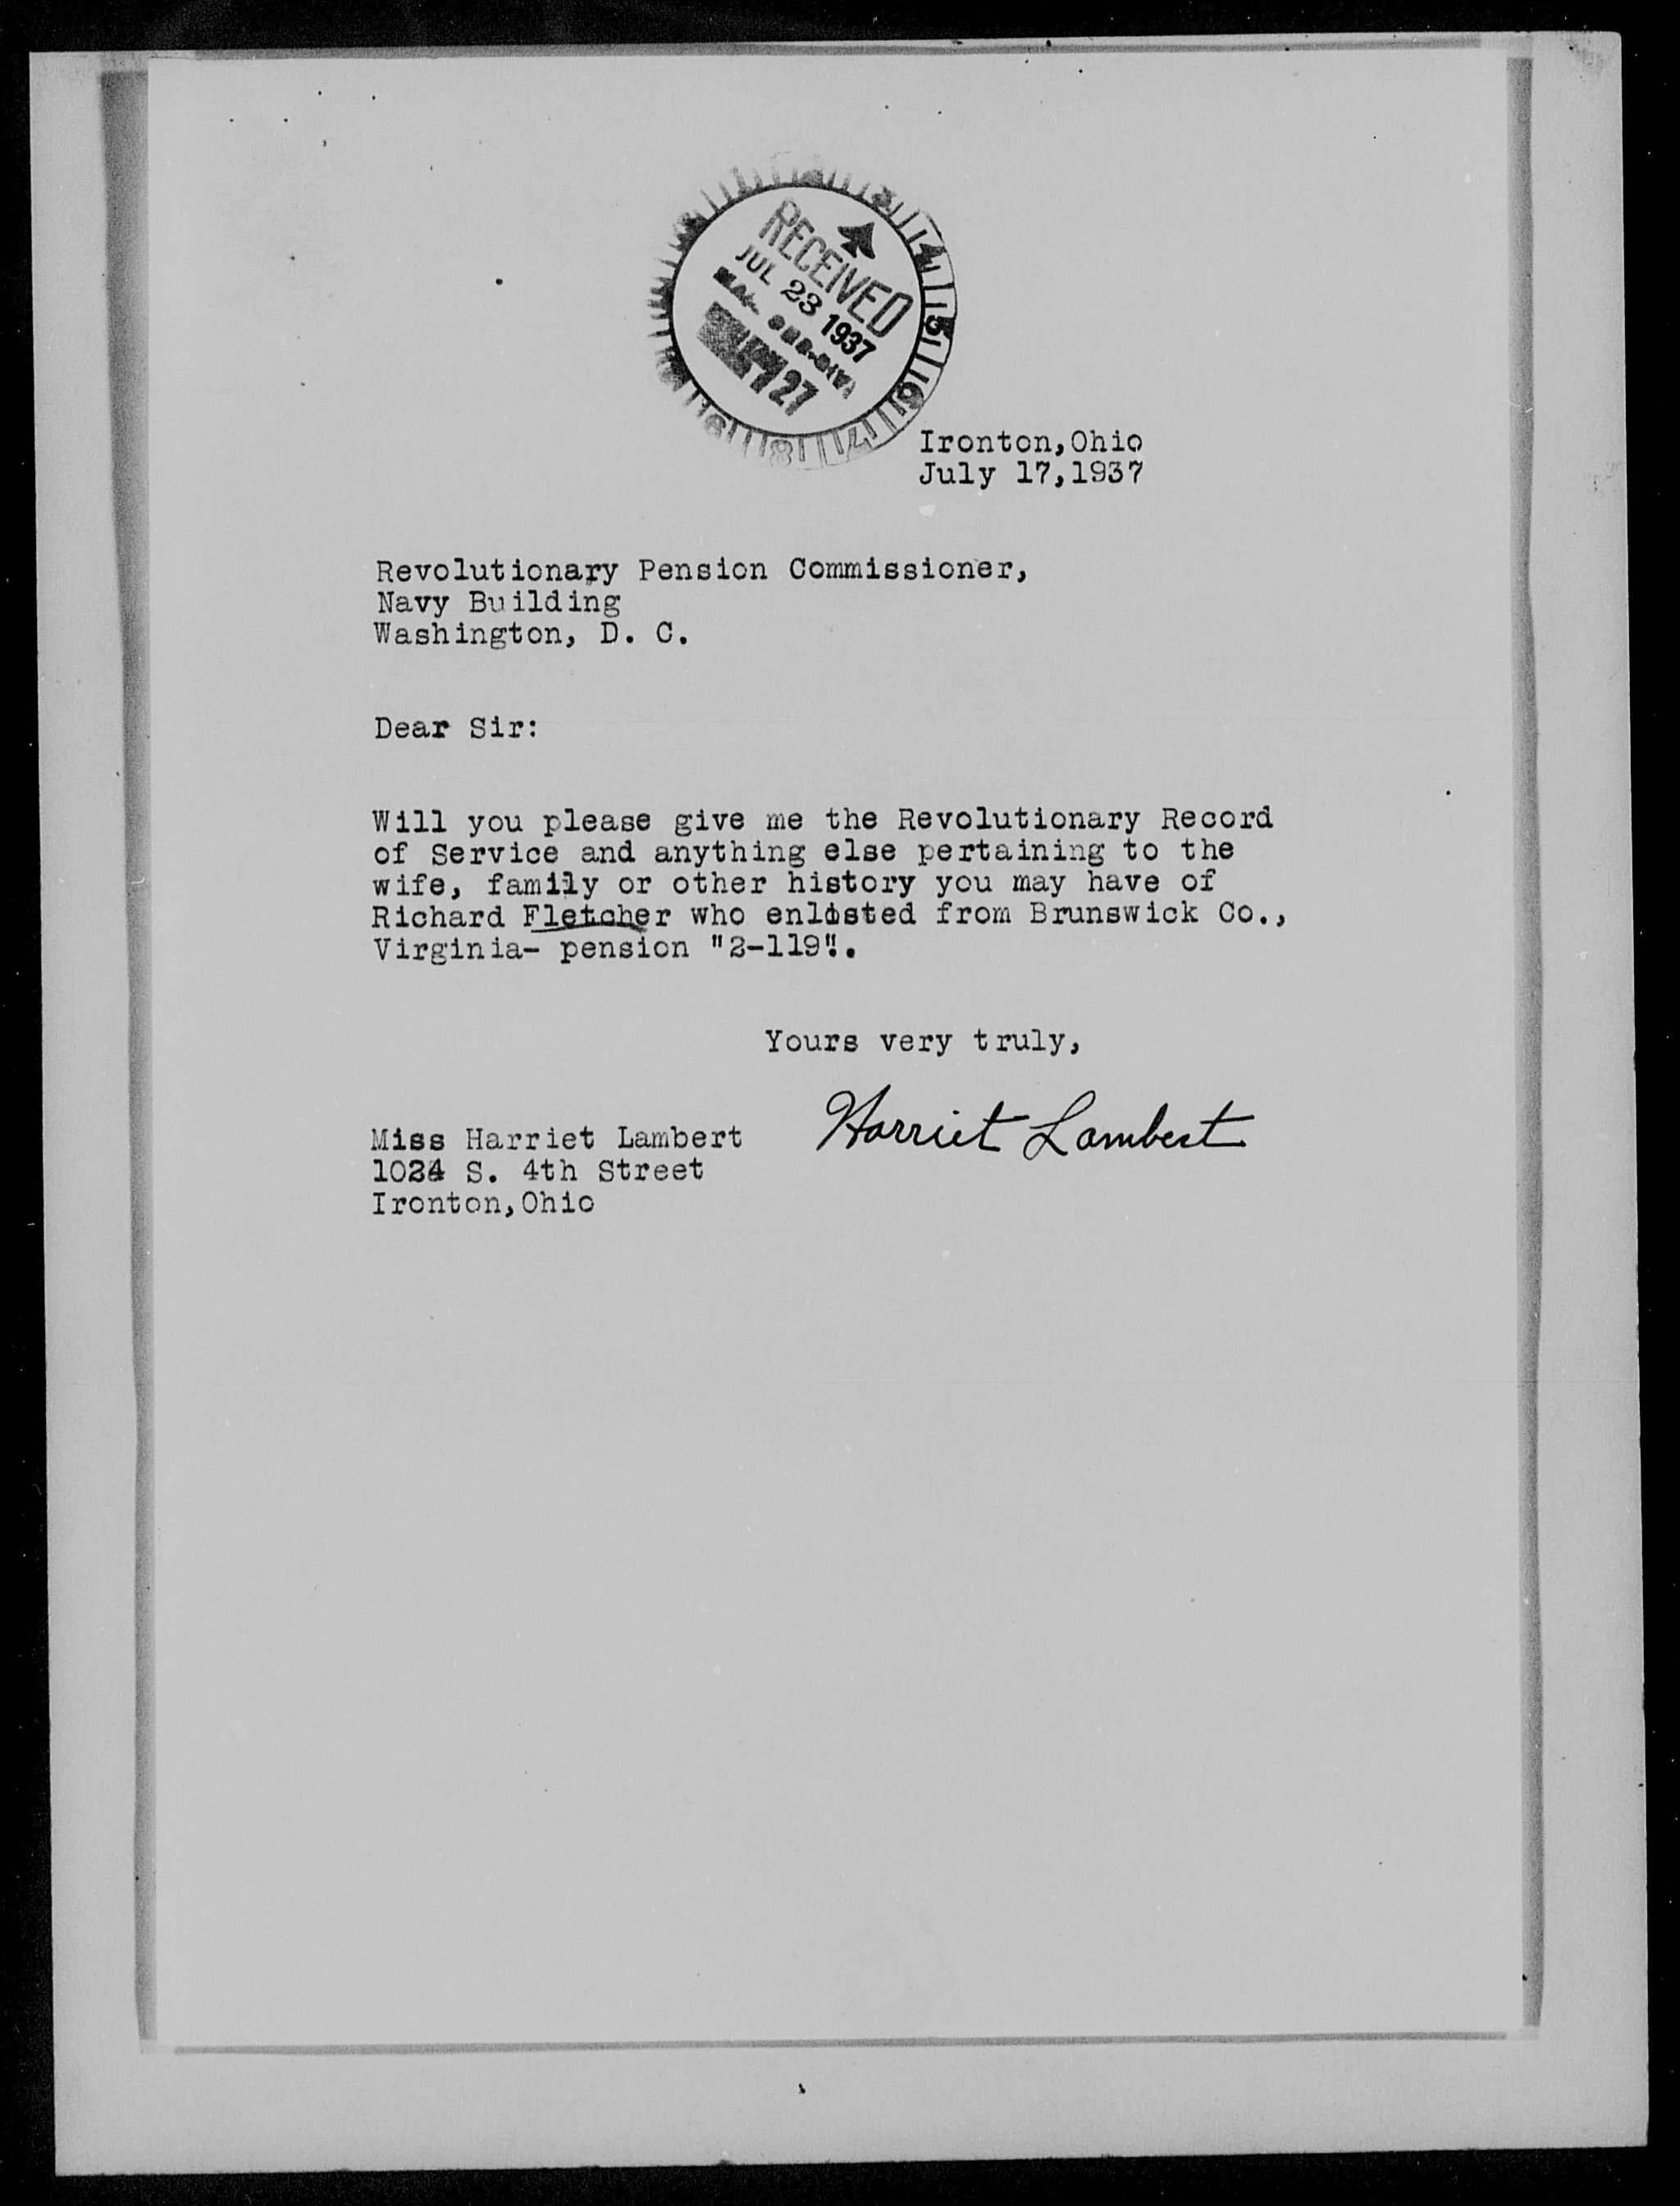 RECEIVED
JUL 23 1937
27
Ironton,Ohio
July 17,1937
Revolutionary Pension Commissioner,
Navy Building
Washington, D. C.
Dear Sir:
Will you please give me the Revolutionary Record
of Service and anything else pertaining to the
wife, family or other history you may have of
Richard Fletcher who enlisted from Brunswick Co.,
Virginia- pension "2-119".
Yours very truly,
Harriet Lambert
Miss Harriet Lambert
1024 S. 4th Street
Ironton,Ohio